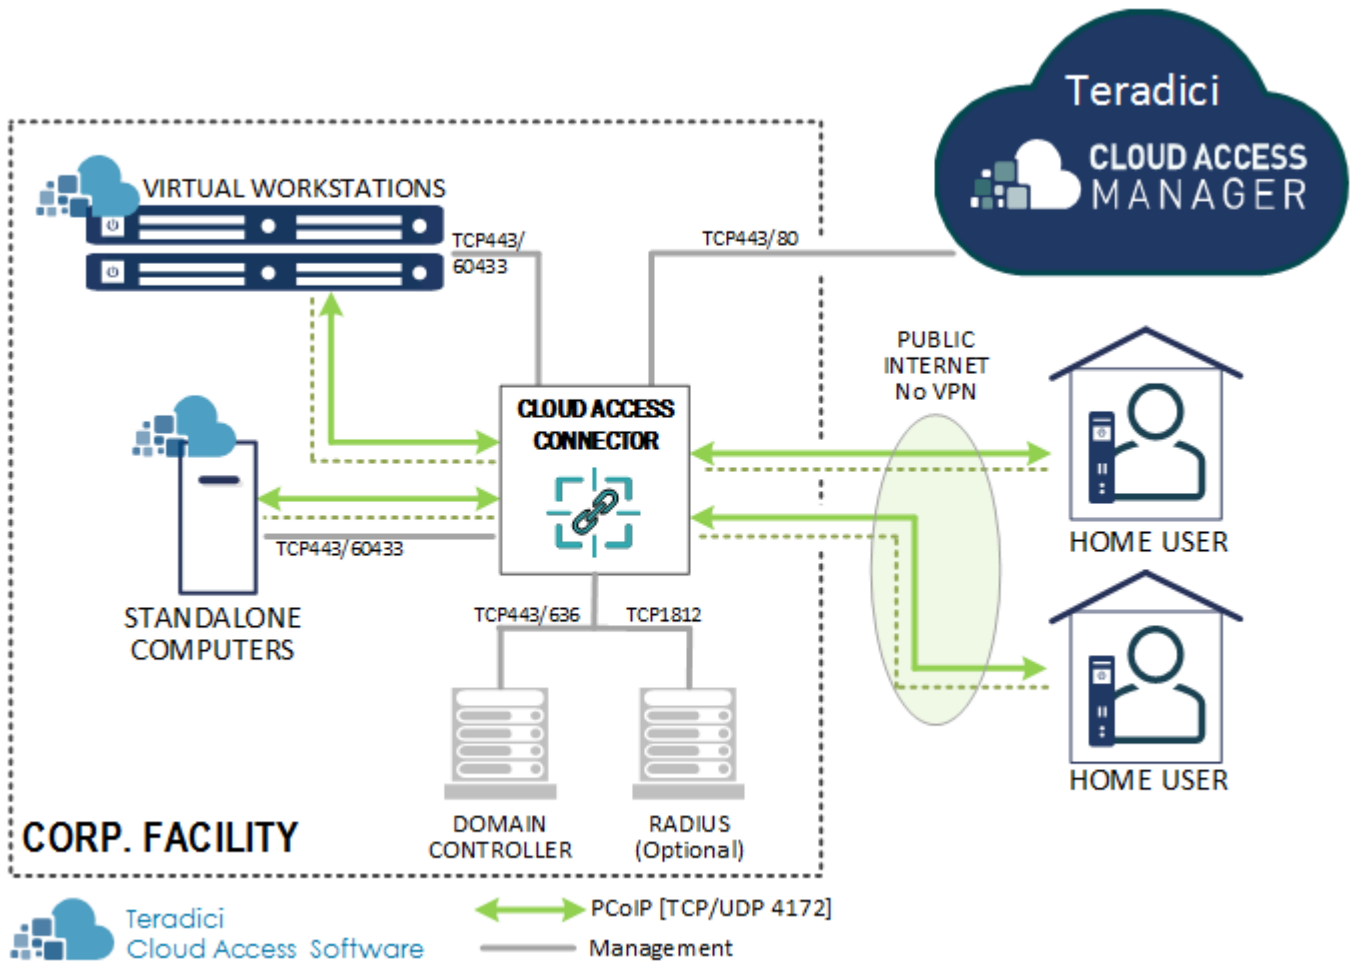 Teradici
CLOUD ACCESS
MANAGER
VIRTUAL WORKSTATIONS
TCP443/
60433
TCP443/80
PUBLIC
INTERNET
No VPN
CLOUD ACCESS
CONNECTOR
HOME USER
TCP443/60433
STANDALONE
COMPUTERS
TCP443/636
TCP1812
HOME USER
DOMAIN
CONTROLLER
RADIUS
(Optional)
CORP. FACILITY
Teradici
Cloud Access Software
PCoIP [TCP/UDP 4172]
Management